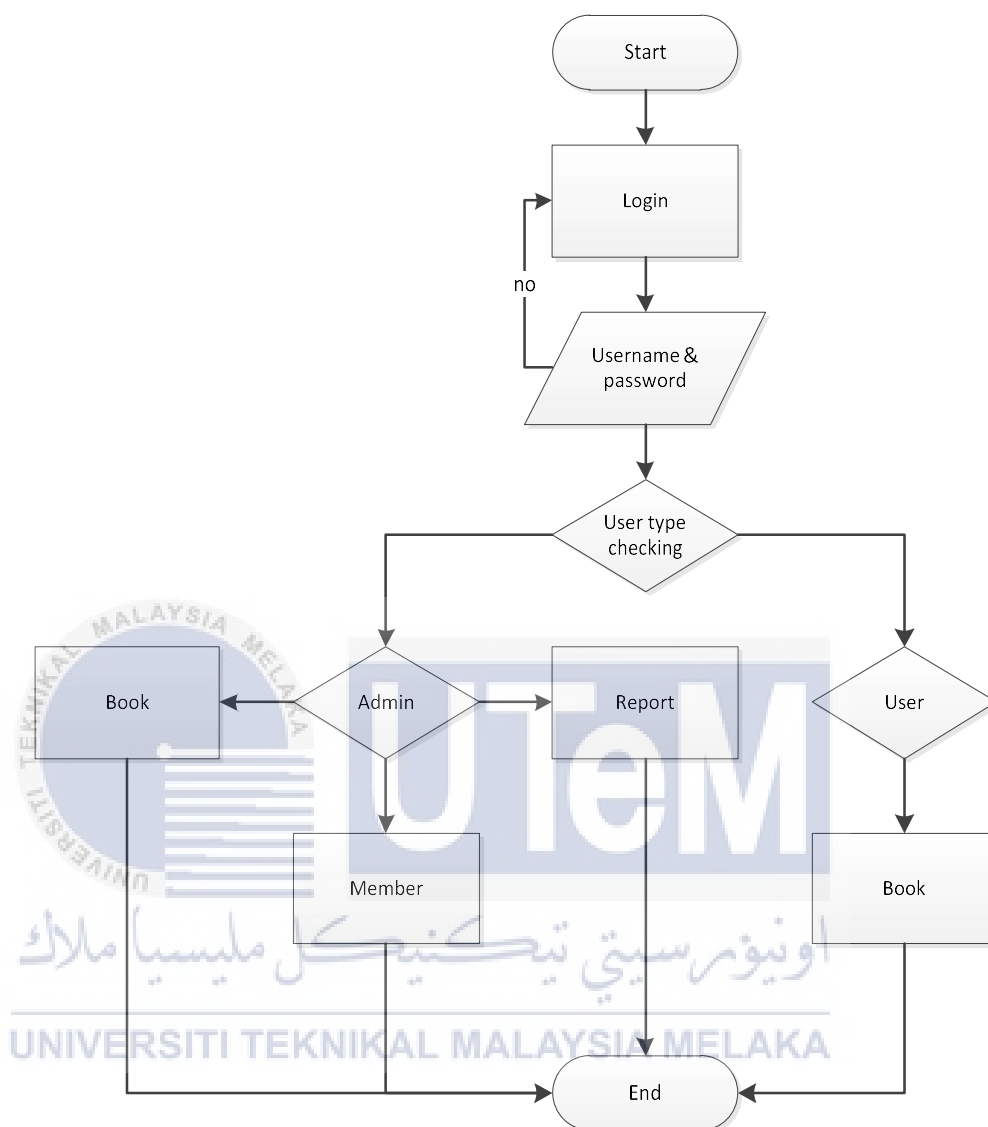 Start
Login
no
Username &
password
User type
checking
UNIVERSITI TEKNIKAL MALAYSIA MELAKA
UTeM
Book
Admin
Report
User
Member
Book
اونيۏرسيتي تيكنيكل مليسيا ملاك
UNIVERSITI TEKNIKAL MALAYSIA MELAKA
End